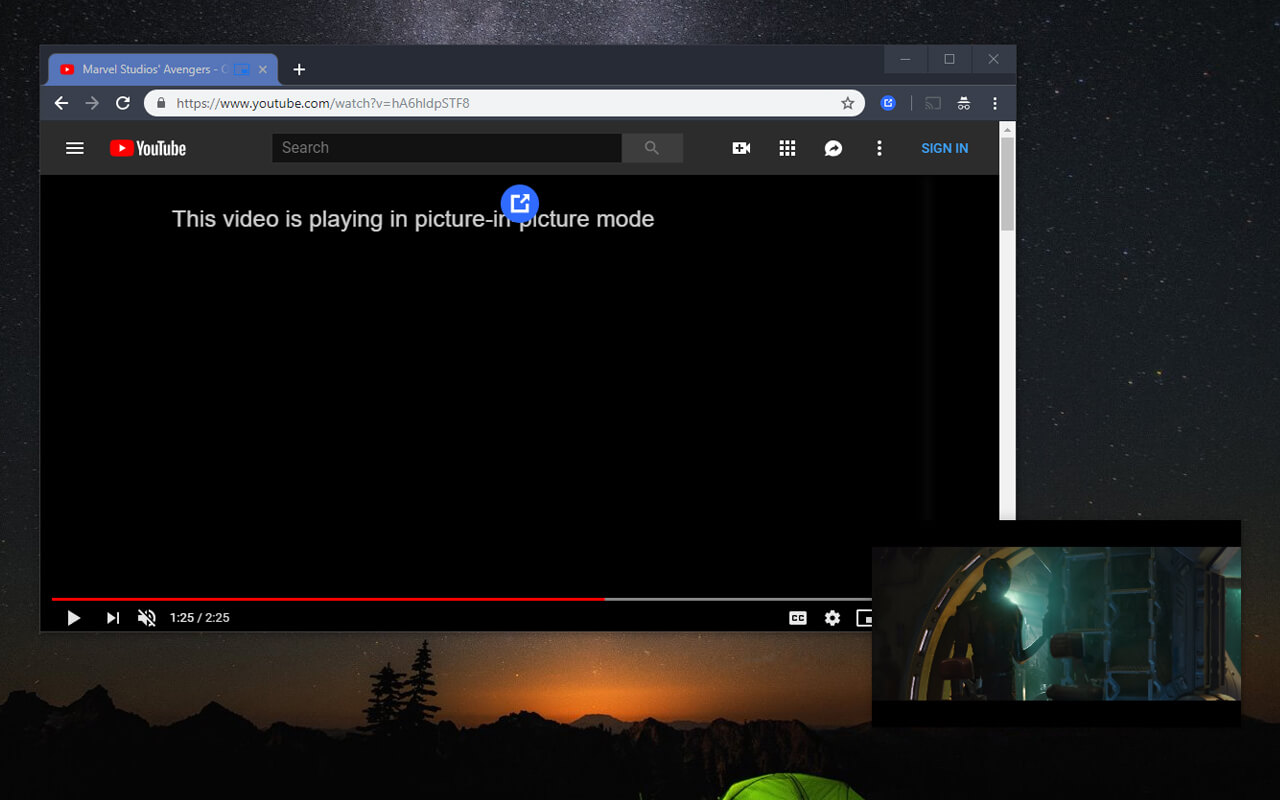 Marvel Studios' Avengers -
https://www.youtube.com/watch?v=hA6hldpSTF8
YouTube
Search
SIGN IN
This video is playing in picture-in-picture mode
1:25 / 2:25
CC